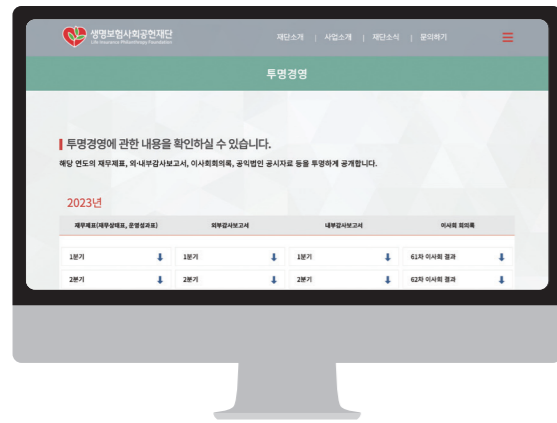 생명보험사회공헌재단
Life Insurance Philanthropy Foundation
재단소개 | 사업소개 | 재단소식 | 문의하기
투명경영
투명경영에 관한 내용을 확인하실 수 있습니다.
해당 연도의 재무제표, 외·내부감사보고서, 이사회회의록, 공익법인 공시자료 등을 투명하게 공개합니다.
2023년
재무제표(재무상태표, 운영성과표) 외부감사보고서 내부감사보고서 이사회 회의록
1분기 1분기 1분기 61차 이사회 결과
2분기 2분기 2분기 62차 이사회 결과